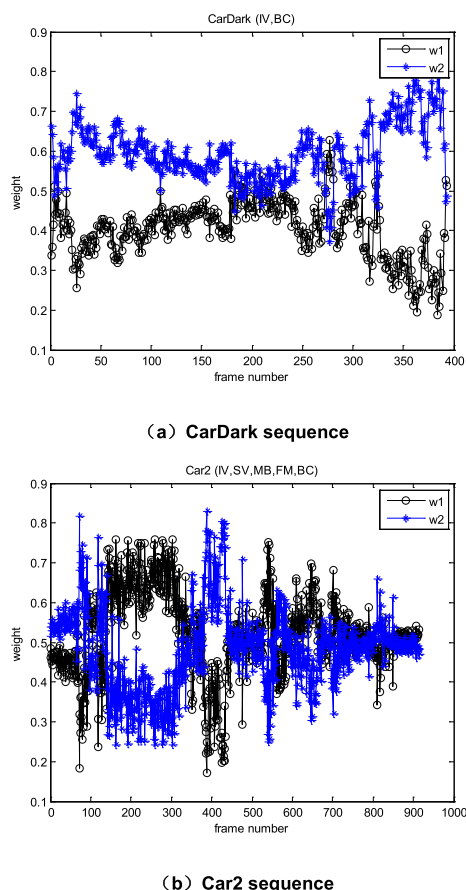 CarDark (IV,BC)
0.9
0.8
0.7
0.6
0.5
0.4
0.3
0.2
0.1
weight
w1
w2
0 50 100 150 200 250 300 350 400
frame number
（a）CarDark sequence
Car2 (IV,SV,MB,FM,BC)
0.9
0.8
0.7
0.6
0.5
0.4
0.3
0.2
0.1
weight
w1
w2
0 100 200 300 400 500 600 700 800 900 1000
frame number
（b）Car2 sequence